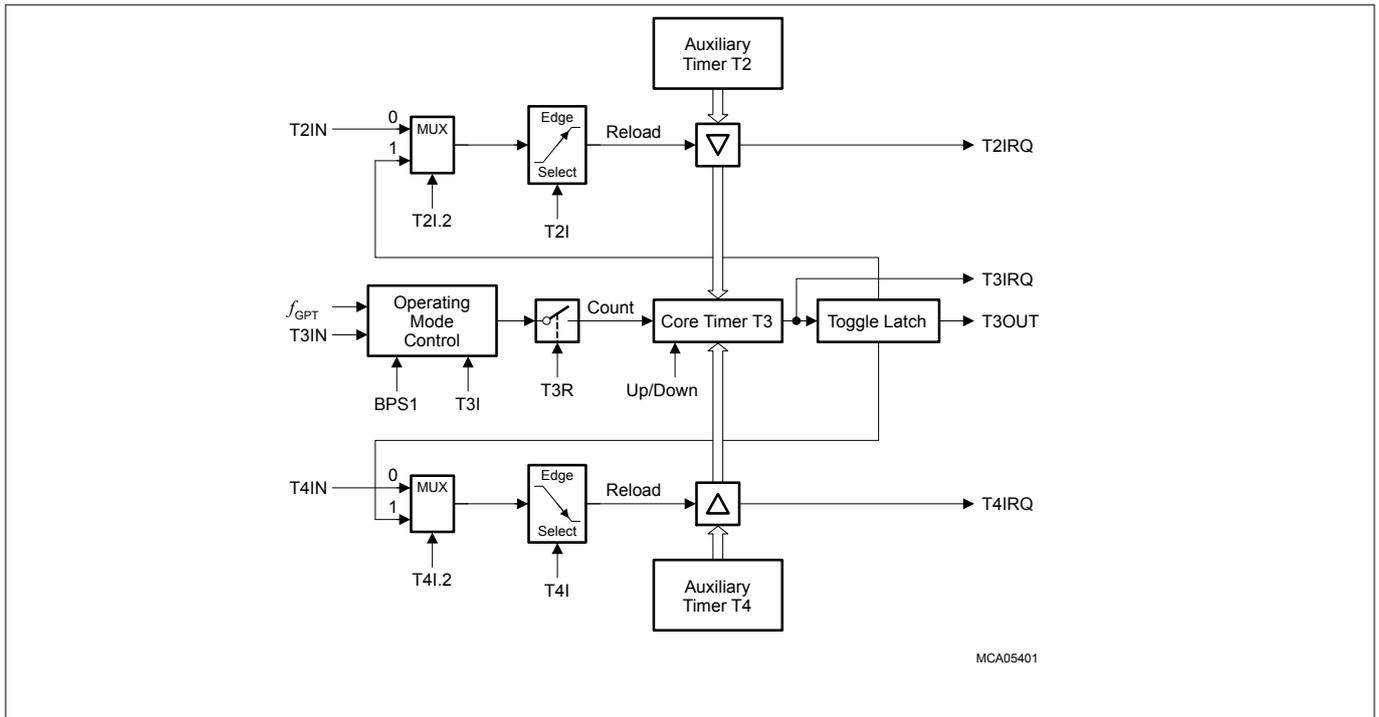 Auxiliary
Timer T2
T2IN
0
1
MUX
T2I.2
Edge
Select
T2I
Reload
T2IRQ
fGPT
T3IN
Operating
Mode
Control
BPS1
T3I
T3R
Count
Core Timer T3
Up/Down
Toggle Latch
T3IRQ
T3OUT
T4IN
0
1
MUX
T4I.2
Edge
Select
T4I
Reload
T4IRQ
Auxiliary
Timer T4
MCA05401